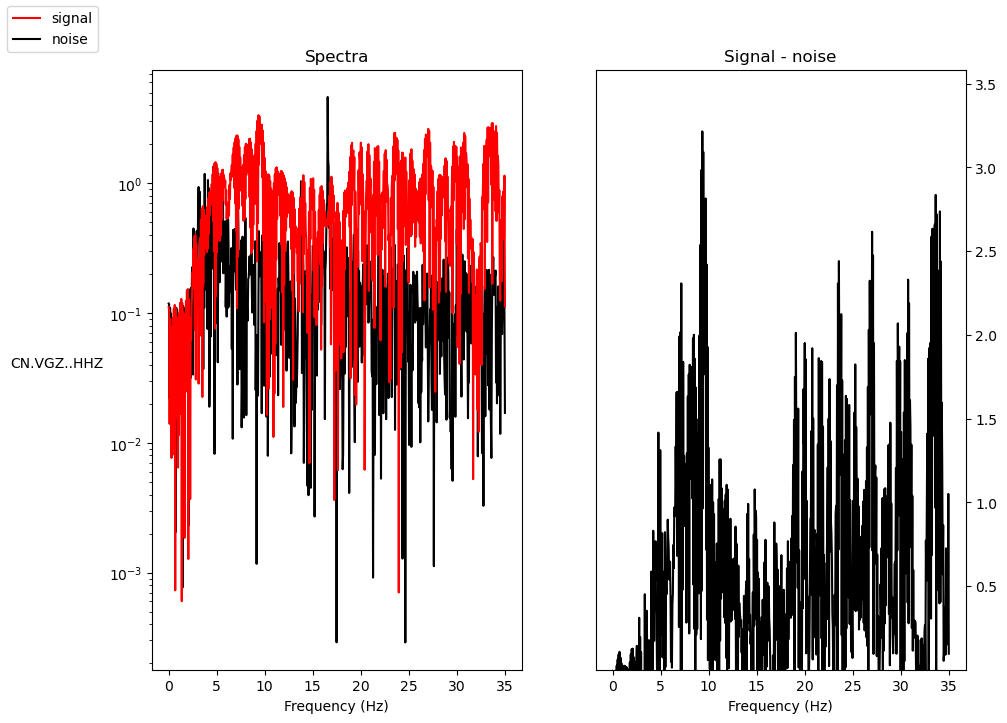 signal
noise
Spectra
Signal - noise
10^0
10^-1
10^-2
10^-3
CN.VGZ..HHZ
3.5
3.0
2.5
2.0
1.5
1.0
0.5
0 5 10 15 20 25 30 35
0 5 10 15 20 25 30 35
Frequency (Hz)
Frequency (Hz)